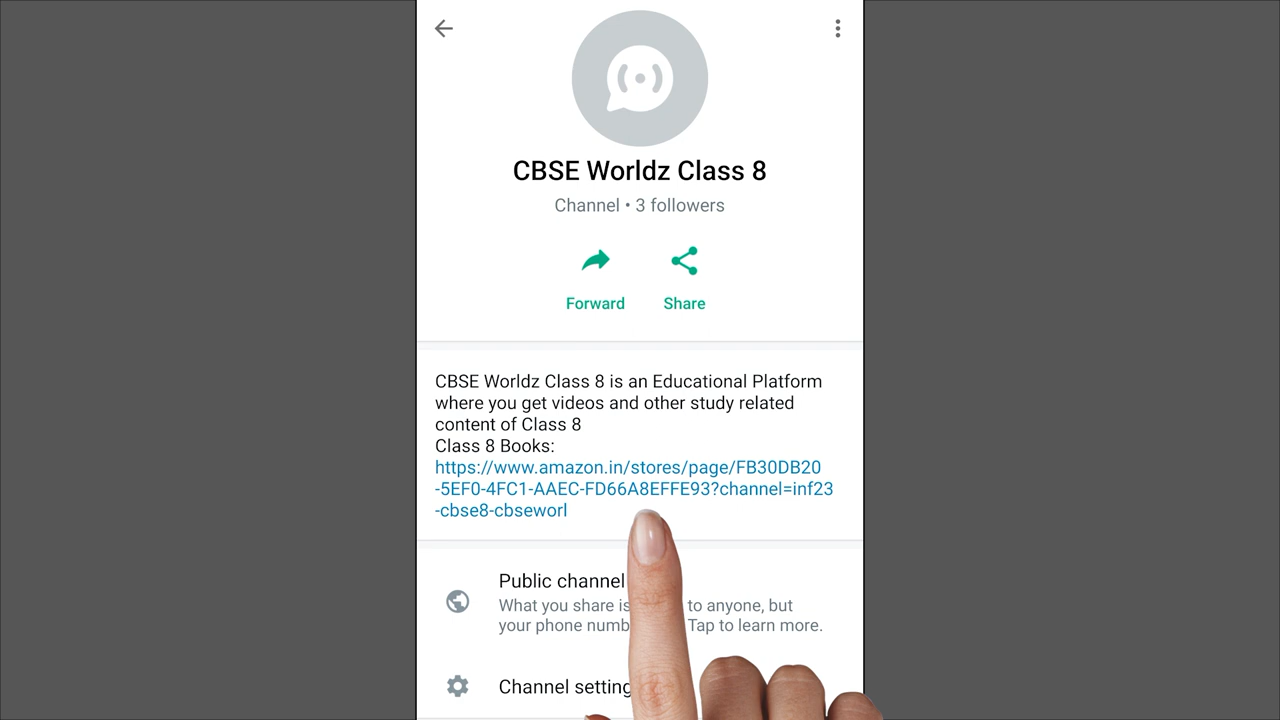 CBSE Worldz Class 8
Channel • 3 followers
Forward Share
CBSE Worldz Class 8 is an Educational Platform
where you get videos and other study related
content of Class 8
Class 8 Books:
https://www.amazon.in/stores/page/FB30DB20
-5EF0-4FC1-AAEC-FD66A8EFFE93?channel=inf23
-cbse8-cbseworl
Public channel
What you share is to anyone, but
your phone Tap to learn more.
Channel